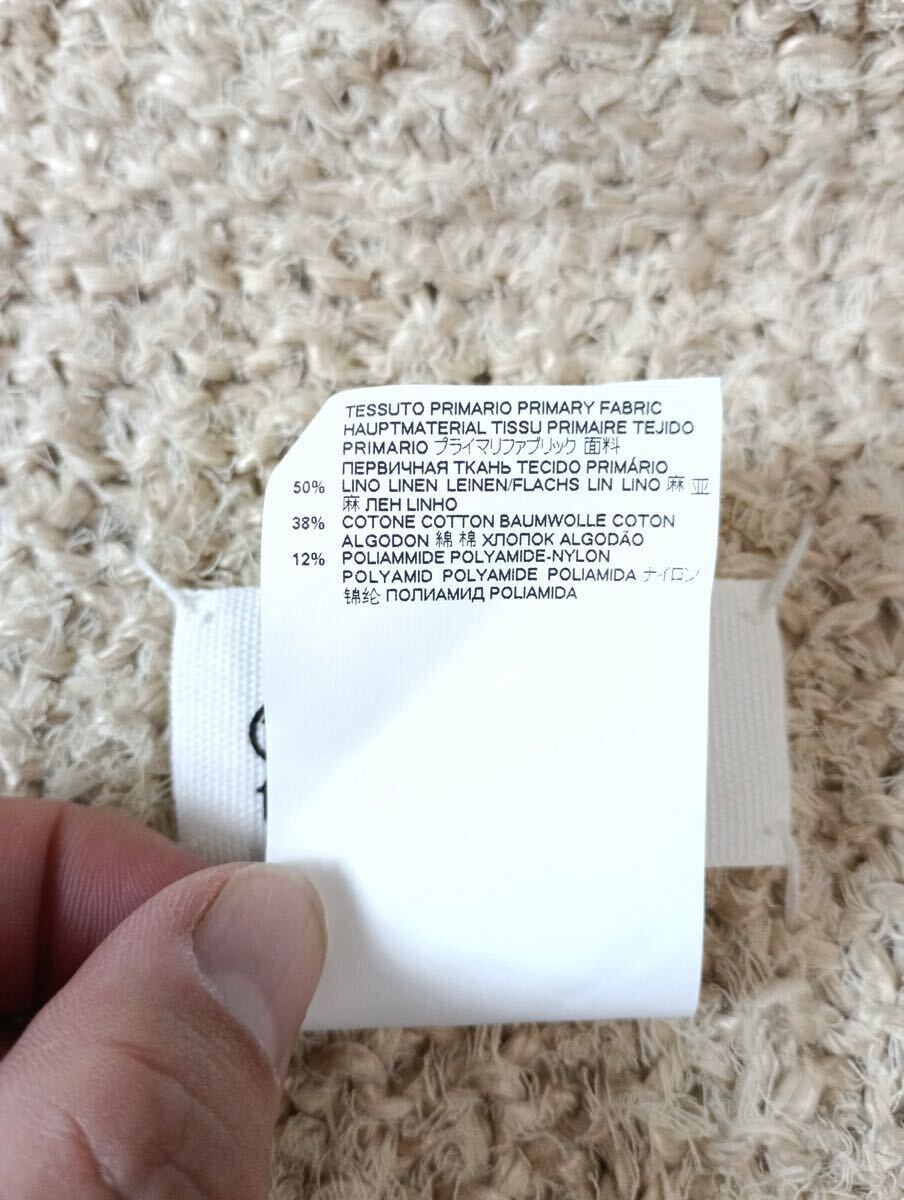 TESSUTO PRIMARIO PRIMARY FABRIC
HAUPTMATERIAL TISSU PRIMAIRE TEJIDO
PRIMARIO プライマリファブリック 面料
ПЕРВИЧНАЯ ТКАНЬ TECIDO PRIMÁRIO
50% LINO LINEN LEINEN/FLACHS LIN LINO 麻 亚
麻 ЛЕН LINHO
38% COTONE COTTON BAUMWOLLE COTON
ALGODON 綿 棉 ХЛОПОК ALGODÃO
12% POLIAMMIDE POLYAMIDE-NYLON
POLYAMID POLYAMIDE POLIAMIDA ナイロン
锦纶 ПОЛИАМИД POLIAMIDA